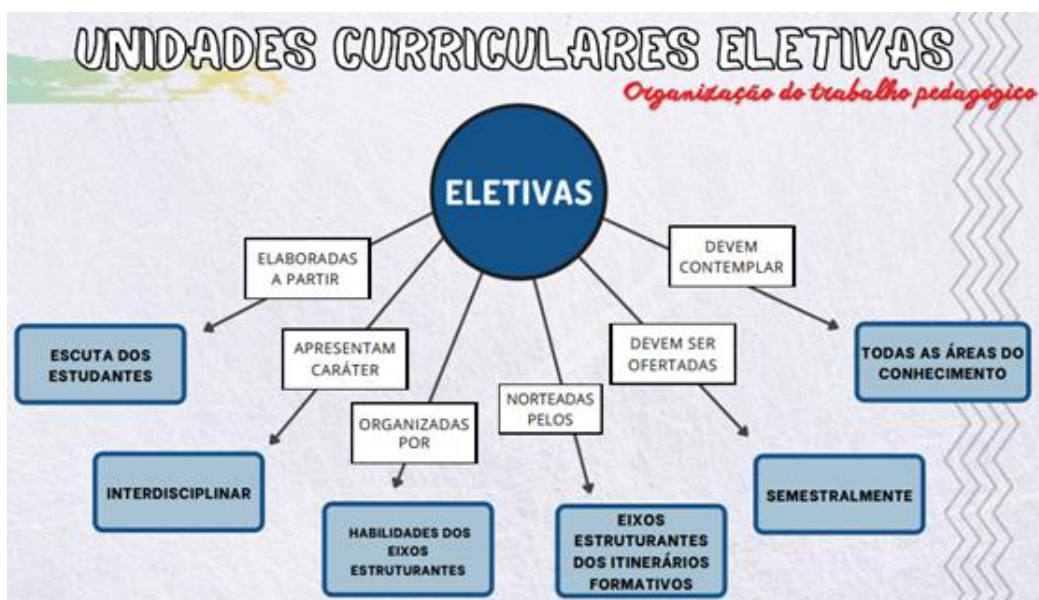 UNIDADES CURRICULARES ELETIVAS
Organização do trabalho pedagógico
ELETIVAS
ELABORADAS
A PARTIR
ESCUTA DOS
ESTUDANTES
APRESENTAM
CARÁTER
INTERDISCIPLINAR
ORGANIZADAS
POR
HABILIDADES DOS
EIXOS
ESTRUTURANTES
NORTEADAS
PELOS
EIXOS
ESTRUTURANTES
DOS ITINERÁRIOS
FORMATIVOS
DEVEM SER
OFERTADAS
SEMESTRALMENTE
DEVEM
CONTEMPLAR
TODAS AS ÁREAS DO
CONHECIMENTO